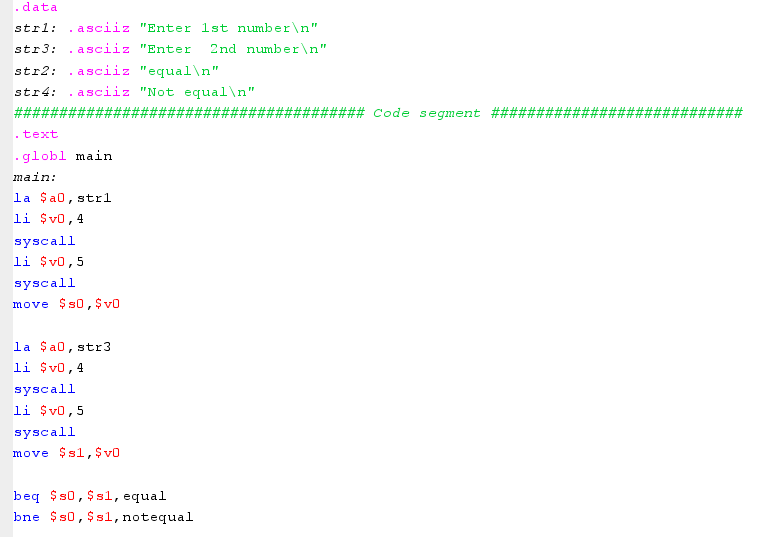 .data
str1: .asciiz "Enter 1st number\n"
str3: .asciiz "Enter  2nd number\n"
str2: .asciiz "equal\n"
str4: .asciiz "Not equal\n"
####################################### Code segment ############################
.text
.globl main
main:
la $a0,str1
li $v0,4
syscall
li $v0,5
syscall
move $s0,$v0
la $a0,str3
li $v0,4
syscall
li $v0,5
syscall
move $s1,$v0
beq $s0,$s1,equal
bne $s0,$s1,notequal